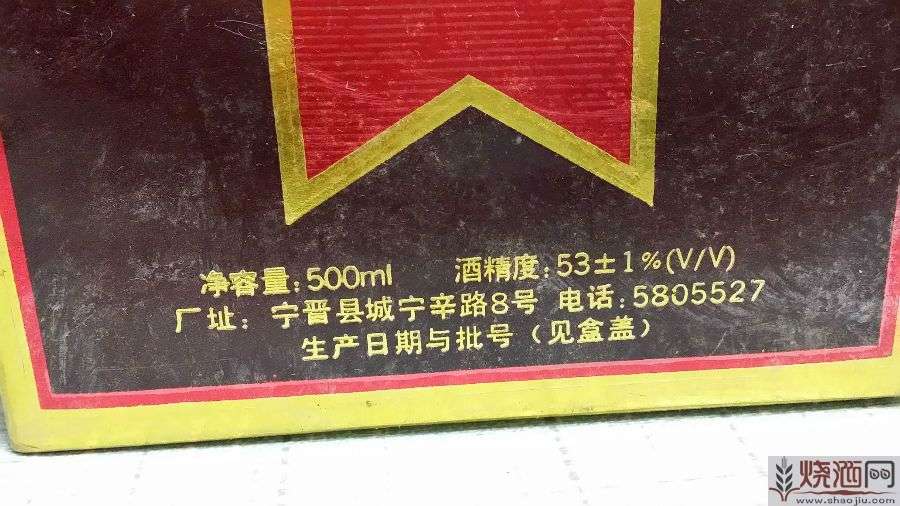 净容量:500ml 酒精度:53±1%(V/V)
厂址:宁晋县城宁辛路8号 电话:5805527
生产日期与批号（见盒盖）
烧酒网
www.shaojiu.com